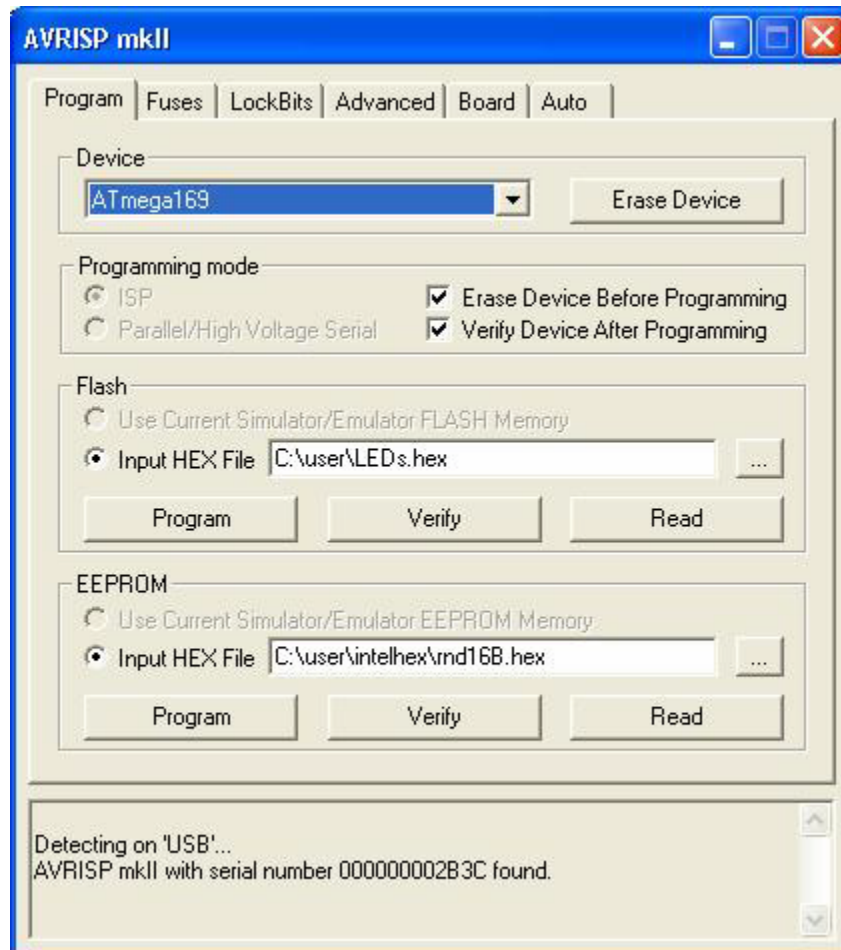 AVRISP mkII
Program Fuses LockBits Advanced Board Auto
Device
ATmega169 Erase Device
Programming mode
ISP Erase Device Before Programming
Parallel/High Voltage Serial Verify Device After Programming
Flash
Use Current Simulator/Emulator FLASH Memory
Input HEX File C:\user\LEDs.hex ...
Program Verify Read
EEPROM
Use Current Simulator/Emulator EEPROM Memory
Input HEX File C:\user\intelhex\rnd16B.hex ...
Program Verify Read
Detecting on 'USB'...
AVRISP mkII with serial number 000000002B3C found.